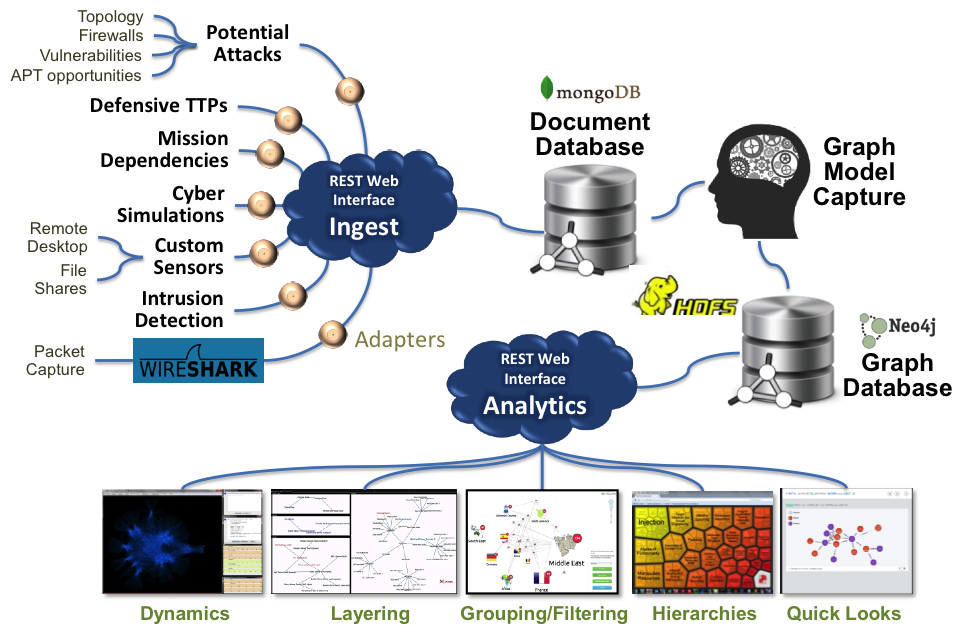 Topology
Firewalls
Vulnerabilities
APT opportunities
Potential
Attacks
Defensive TTPs
Mission
Dependencies
Cyber
Simulations
Remote
Desktop
File
Shares
Custom
Sensors
Intrusion
Detection
Packet
Capture
WIRESHARK
Adapters
REST Web
Interface
Ingest
mongoDB
Document
Database
Graph
Model
Capture
HDFS
Neo4j
Graph
Database
REST Web
Interface
Analytics
Injection
Middle East
France
Dynamics
Layering
Grouping/Filtering
Hierarchies
Quick Looks